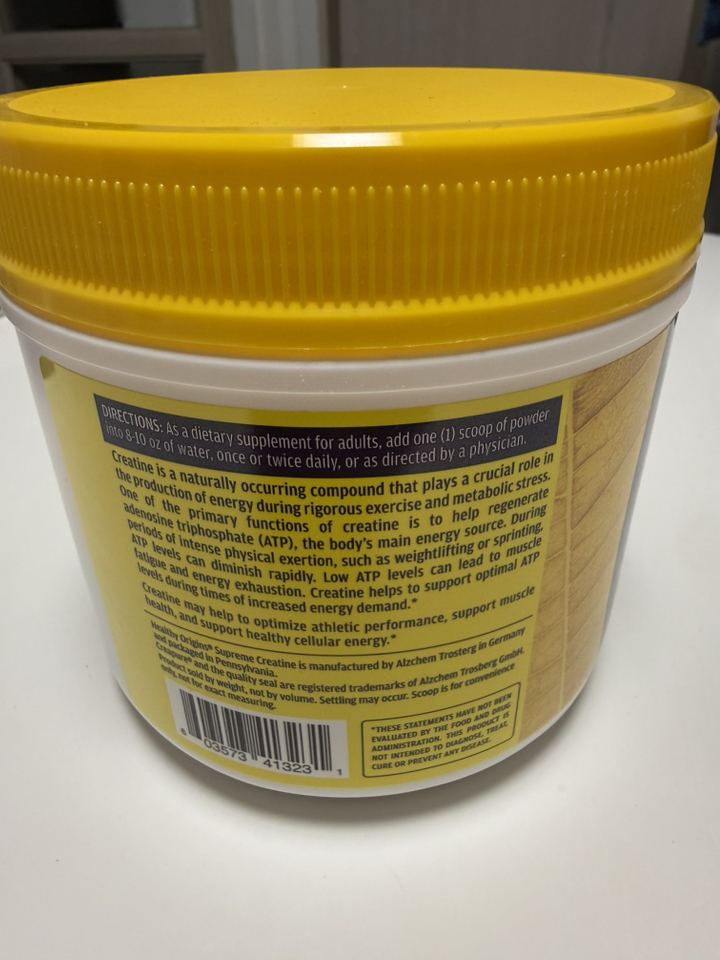 DIRECTIONS: As a dietary supplement for adults, add one (1) scoop of powder
into 8-10 oz of water, once or twice daily, or as directed by a physician.
Creatine is a naturally occurring compound that plays a crucial role in
the production of energy during rigorous exercise and metabolic stress.
One of the primary functions of creatine is to help regenerate
adenosine triphosphate (ATP), the body's main energy source. During
periods of intense physical exertion, such as weightlifting or sprinting,
ATP levels can diminish rapidly. Low ATP levels can lead to muscle
fatigue and energy exhaustion. Creatine helps to support optimal ATP
levels during times of increased energy demand.*
Creatine may help to optimize athletic performance, support muscle
health, and support healthy cellular energy.*
Healthy Origins® Supreme Creatine is manufactured by Alzchem Trosterg in Germany
and packaged in Pennsylvania.
Creapure® and the quality seal are registered trademarks of Alzchem Trosberg GmbH.
Product sold by weight, not by volume. Settling may occur. Scoop is for convenience
only, not for exact measuring.
6 03573 41323 1
*THESE STATEMENTS HAVE NOT BEEN
EVALUATED BY THE FOOD AND DRUG
ADMINISTRATION. THIS PRODUCT IS
NOT INTENDED TO DIAGNOSE, TREAT,
CURE OR PREVENT ANY DISEASE.